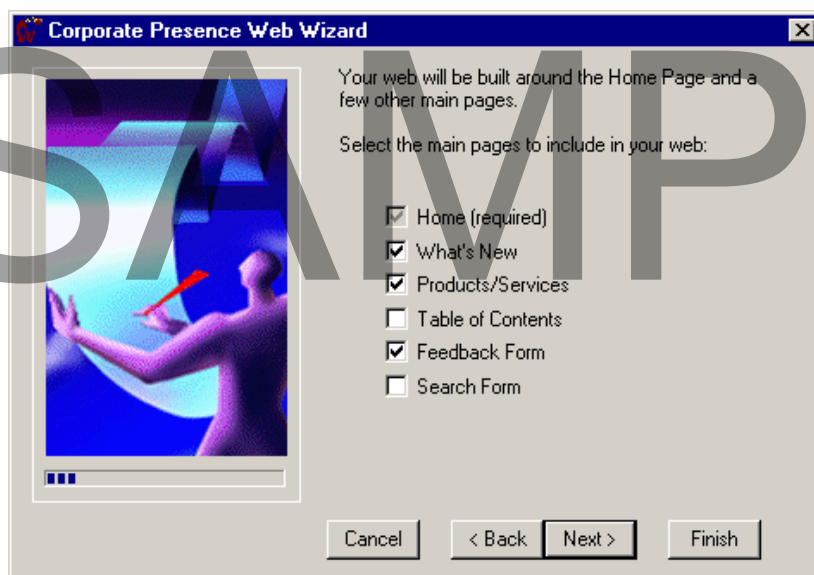 Corporate Presence Web Wizard
Your web will be built around the Home Page and a
few other main pages.
Select the main pages to include in your web:
Home (required)
What's New
Products/Services
Table of Contents
Feedback Form
Search Form
Cancel
< Back
Next >
Finish
SAMP